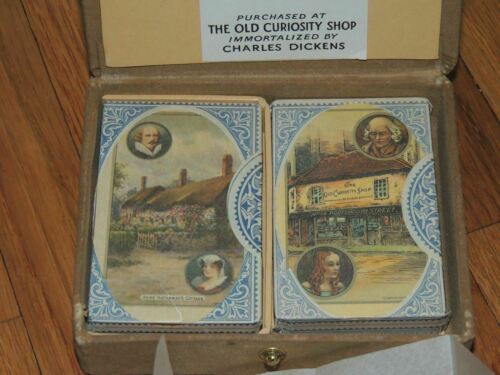 PURCHASED AT
THE OLD CURIOSITY SHOP
IMMORTALIZED BY
CHARLES DICKENS
THE
OLD CURIOSITY SHOP
ANNE HATHAWAY'S COTTAGE